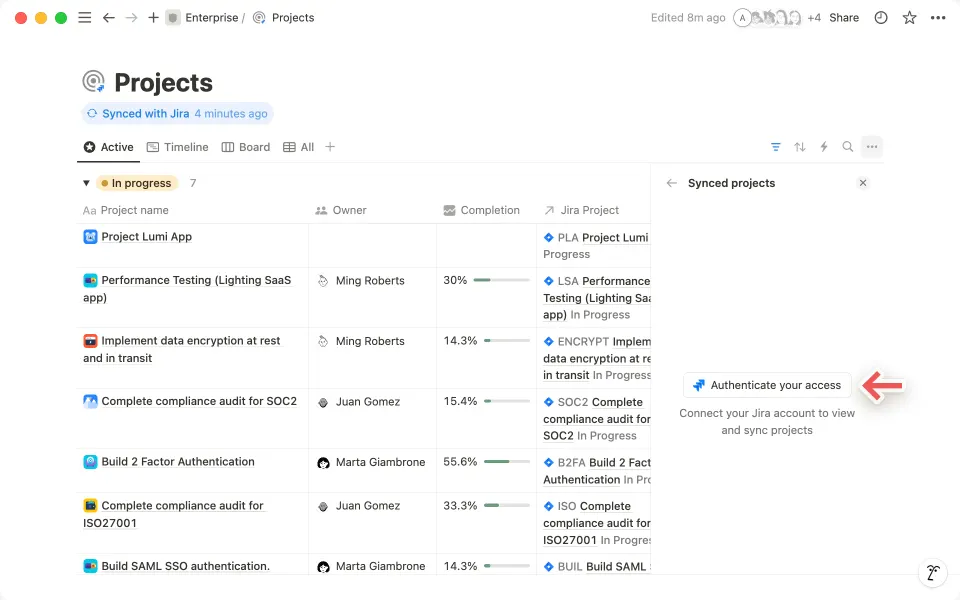 Enterprise / Projects
Edited 8m ago A +4 Share
Projects
Synced with Jira 4 minutes ago
Active Timeline Board All
In progress 7
Aa Project name Owner Completion Jira Project
Project Lumi App PLA Project Lumi
Progress
Performance Testing (Lighting SaaS Ming Roberts 30% LSA Performance
app) Testing (Lighting Saa
app) In Progress
Implement data encryption at rest Ming Roberts 14.3% ENCRYPT Implem
and in transit data encryption at re
in transit In Progress
Complete compliance audit for SOC2 Juan Gomez 15.4% SOC2 Complete
compliance audit for
SOC2 In Progress
Build 2 Factor Authentication Marta Giambrone 55.6% B2FA Build 2 Fact
Authentication In Pro
Complete audit for Juan Gomez 33.3% ISO Complete
ISO27001 compliance audit for
ISO27001 In Progres
Build SAML SSO authentication. Marta Giambrone 14.3% BUIL Build SAML
Synced projects
Authenticate your access
Connect your Jira account to view
and sync projects